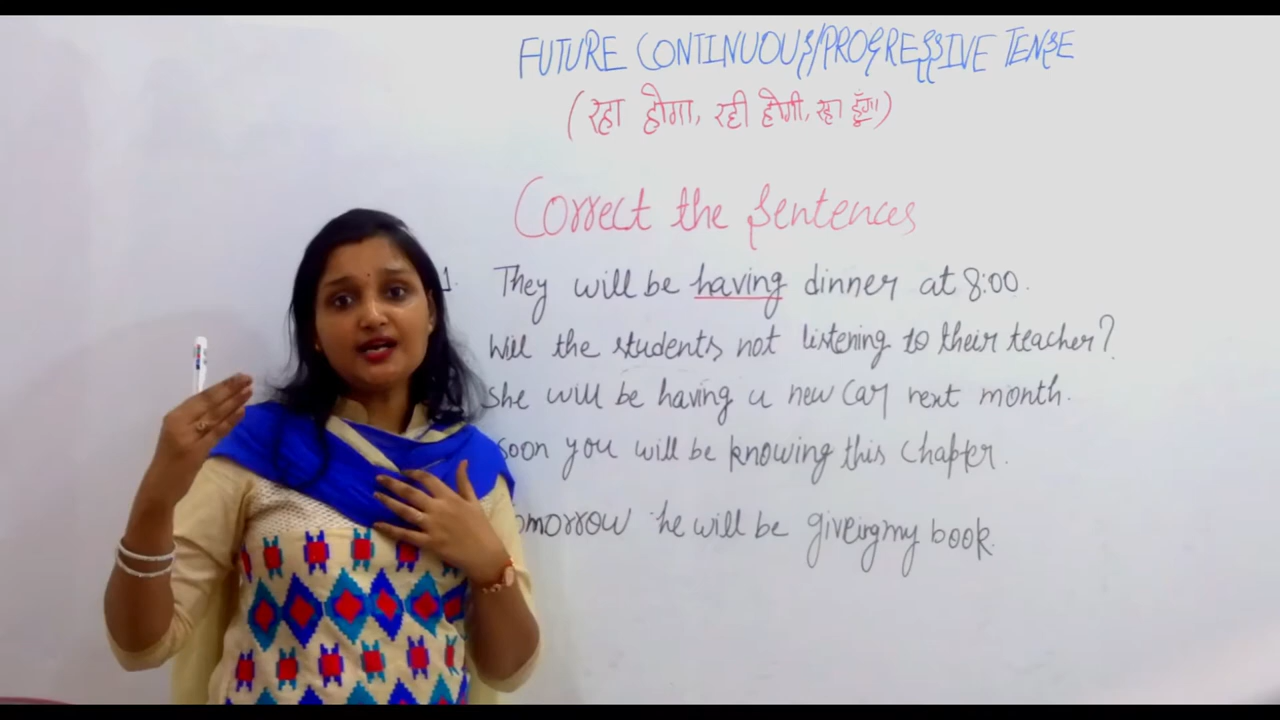 FUTURE CONTINUOUS/PROGRESSIVE TENSE
(रहा होगा, रही होगी, रहा हूँगा)
Correct the Sentences
1. They will be having dinner at 8:00.
Will the students not listening to their teacher?
She will be having a new car next month.
Soon you will be knowing this chapter.
omorrow he will be giveing my book.